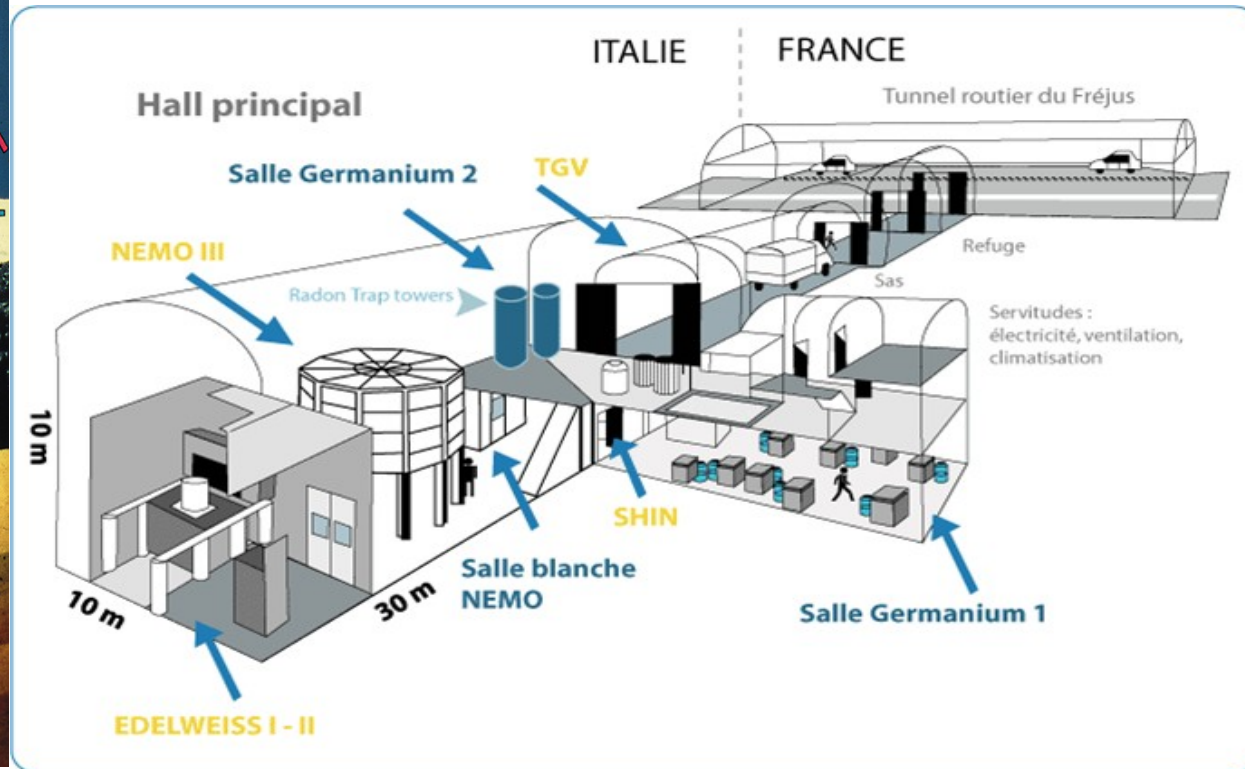 ITALIE
FRANCE
Hall principal
Tunnel routier du Fréjus
Salle Germanium 2
TGV
NEMO III
Refuge
Radon Trap towers
Sas
Servitudes :
électricité, ventilation,
climatisation
10 m
SHIN
Salle blanche
NEMO
10 m
30 m
Salle Germanium 1
EDELWEISS I - II